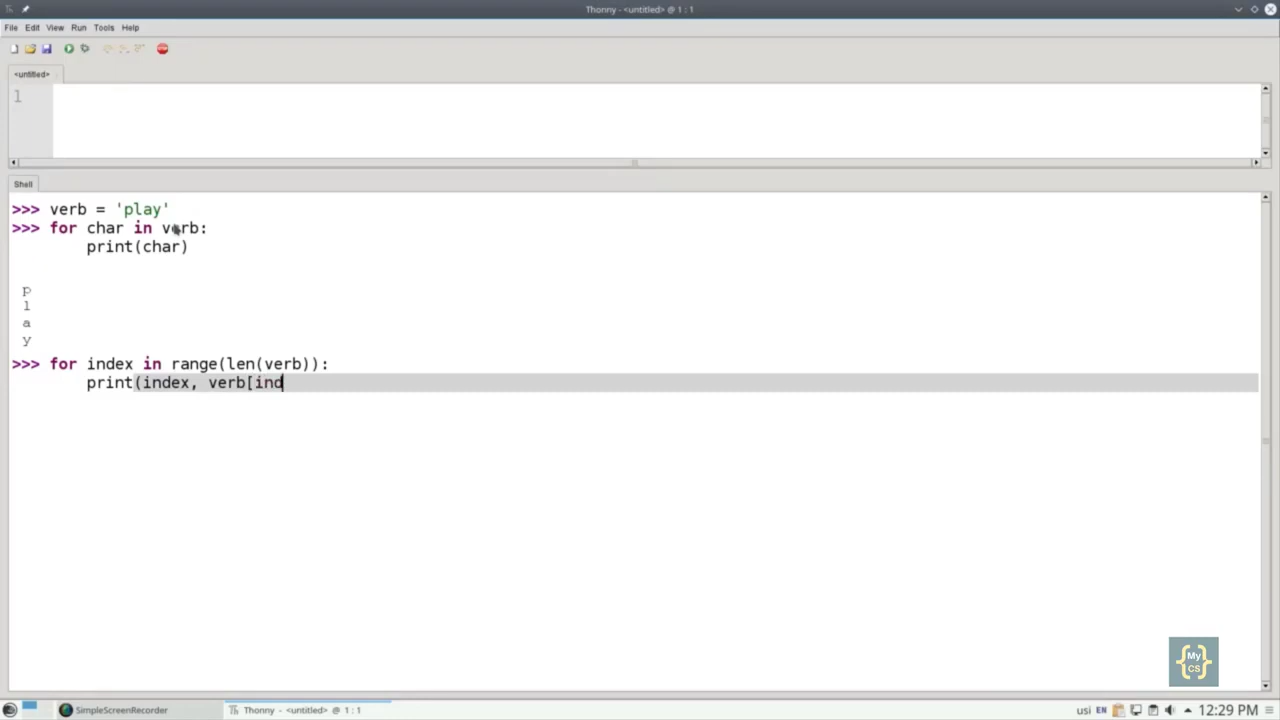 Thonny - <untitled> @ 1 : 1
File Edit View Run Tools Help
<untitled>
1
Shell
>>> verb = 'play'
>>> for char in verb:
print(char)
p
l
a
y
>>> for index in range(len(verb)):
print(index, verb[ind
My
CS
SimpleScreenRecorder
Thonny - <untitled> @ 1 : 1
usi EN 12:29 PM